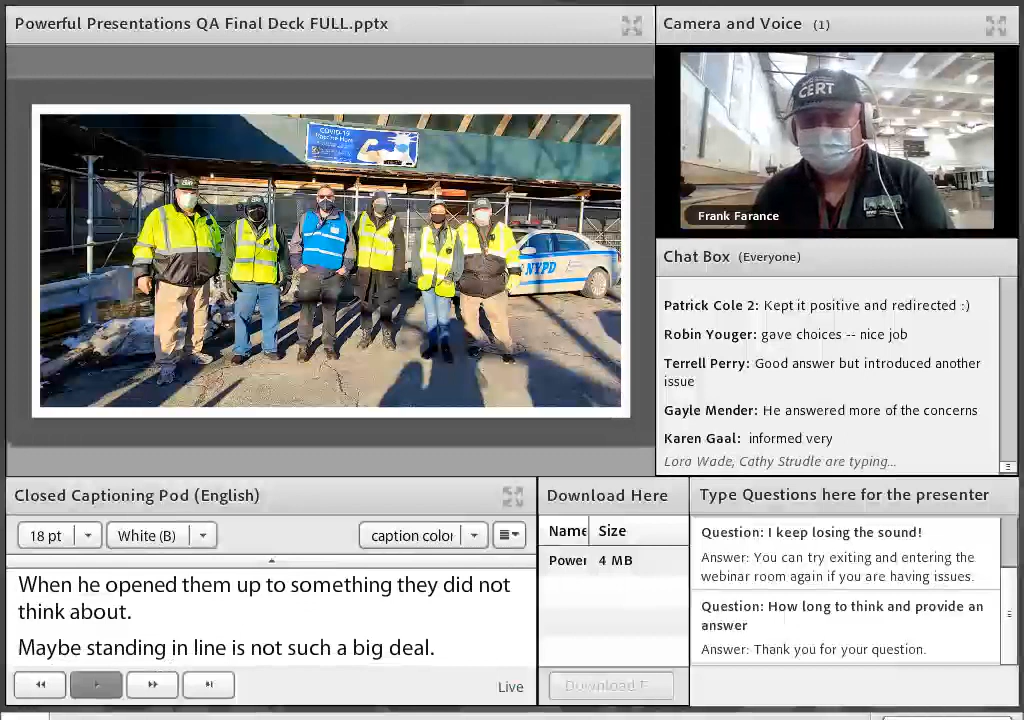 Powerful Presentations QA Final Deck FULL.pptx
COVID-19
Vaccine Here
NYPD
Camera and Voice (1)
CERT
Frank Farance
Chat Box (Everyone)
Patrick Cole 2: Kept it positive and redirected :)
Robin Youger: gave choices -- nice job
Terrell Perry: Good answer but introduced another
issue
Gayle Mender: He answered more of the concerns
Karen Gaal: informed very
Lora Wade, Cathy Strudle are typing...
Closed Captioning Pod (English)
18 pt
White (B)
caption color
When he opened them up to something they did not
think about.
Maybe standing in line is not such a big deal.
Live
Download Here
Name Size
Power 4 MB
Download F
Type Questions here for the presenter
Question: I keep losing the sound!
Answer: You can try exiting and entering the
webinar room again if you are having issues.
Question: How long to think and provide an
answer
Answer: Thank you for your question.